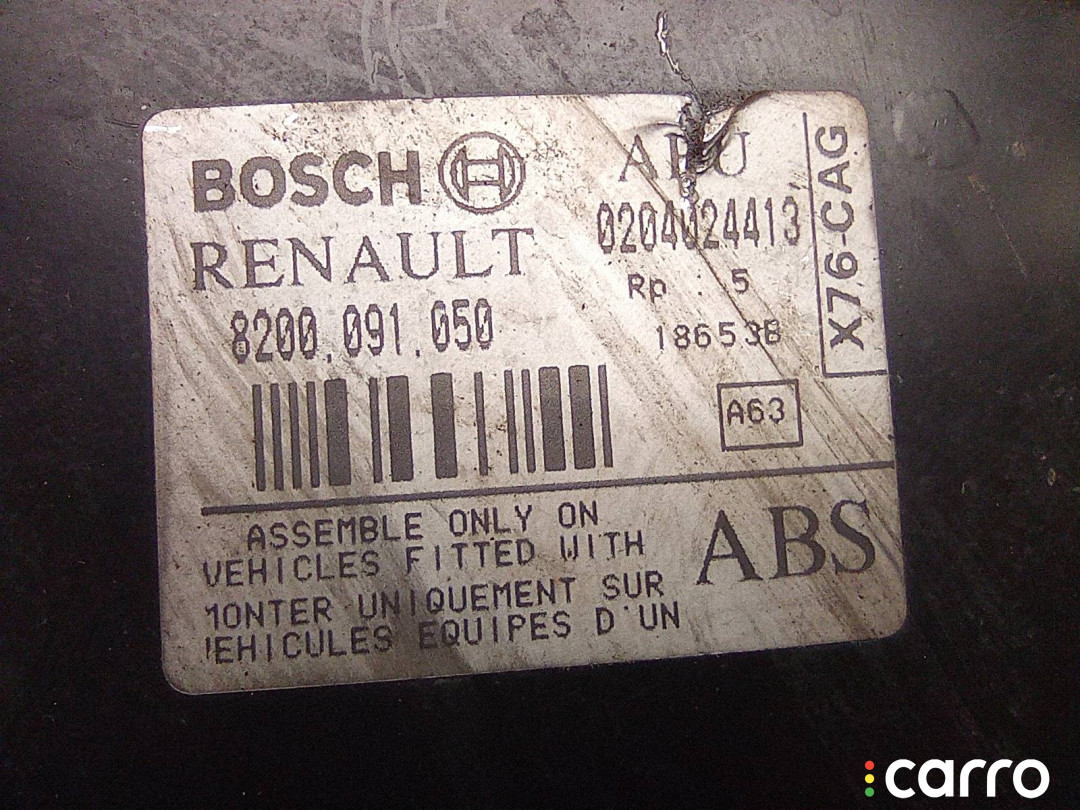 BOSCH
RENAULT
8200.091.050
0204024413
Rp : 5
18653B
A63
X76-CAG
ASSEMBLE ONLY ON
VEHICLES FITTED WITH
MONTER UNIQUEMENT SUR
VEHICULES EQUIPES D'UN
ABS
carro